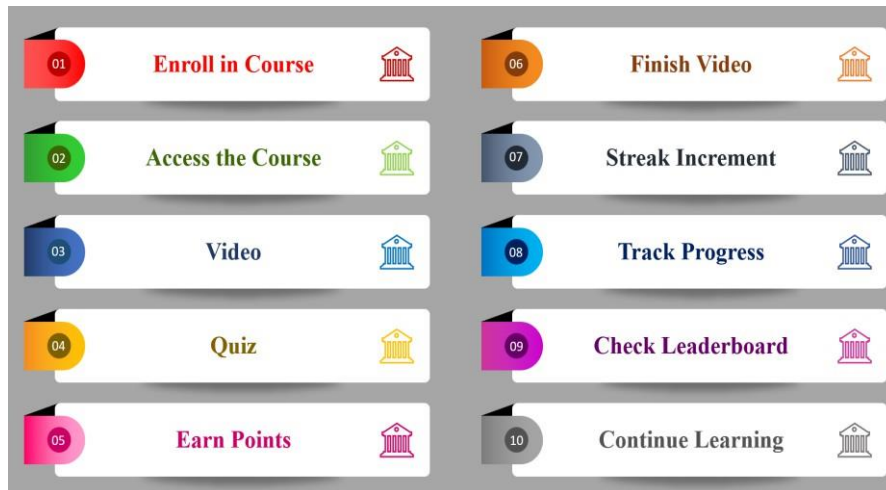 01 Enroll in Course
02 Access the Course
03 Video
04 Quiz
05 Earn Points
06 Finish Video
07 Streak Increment
08 Track Progress
09 Check Leaderboard
10 Continue Learning